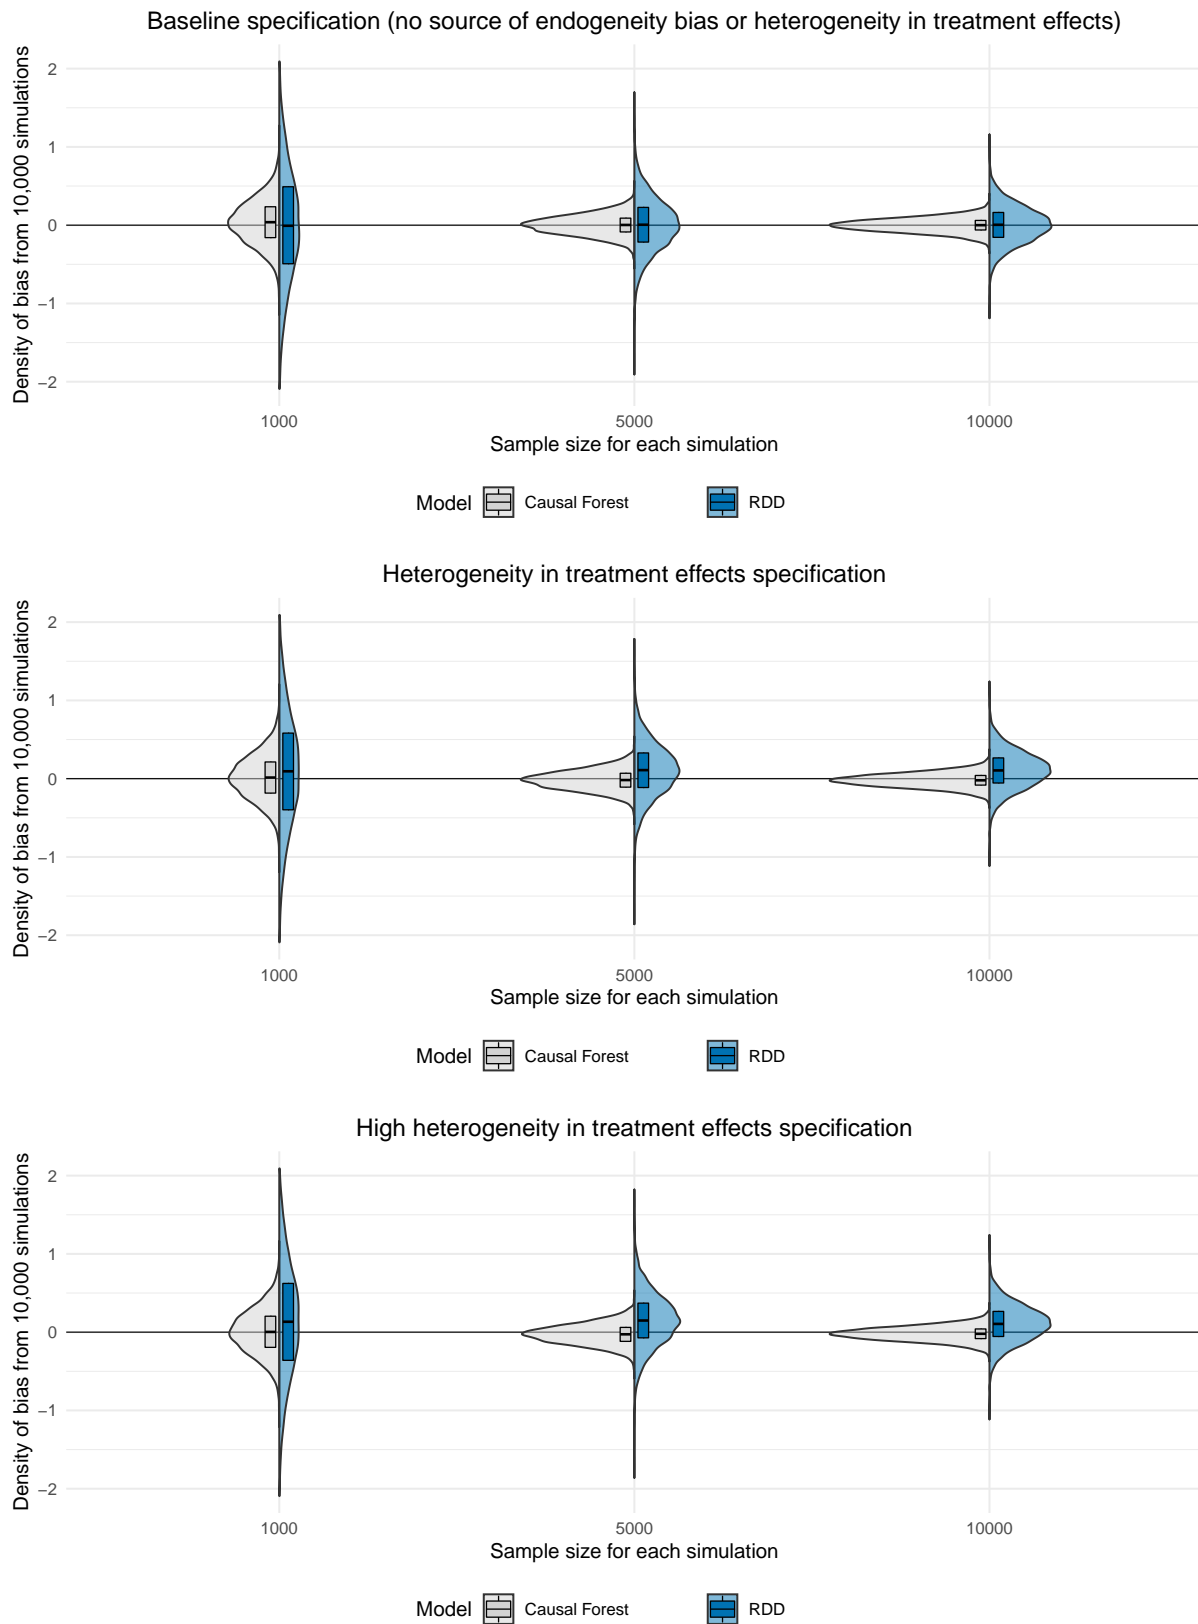 Baseline specification (no source of endogeneity bias or heterogeneity in treatment effects)
Density of bias from 10,000 simulations
2
1
0
−1
−2
1000 5000 10000
Sample size for each simulation
Model Causal Forest RDD
Heterogeneity in treatment effects specification
Density of bias from 10,000 simulations
2
1
0
−1
−2
1000 5000 10000
Sample size for each simulation
Model Causal Forest RDD
High heterogeneity in treatment effects specification
Density of bias from 10,000 simulations
2
1
0
−1
−2
1000 5000 10000
Sample size for each simulation
Model Causal Forest RDD